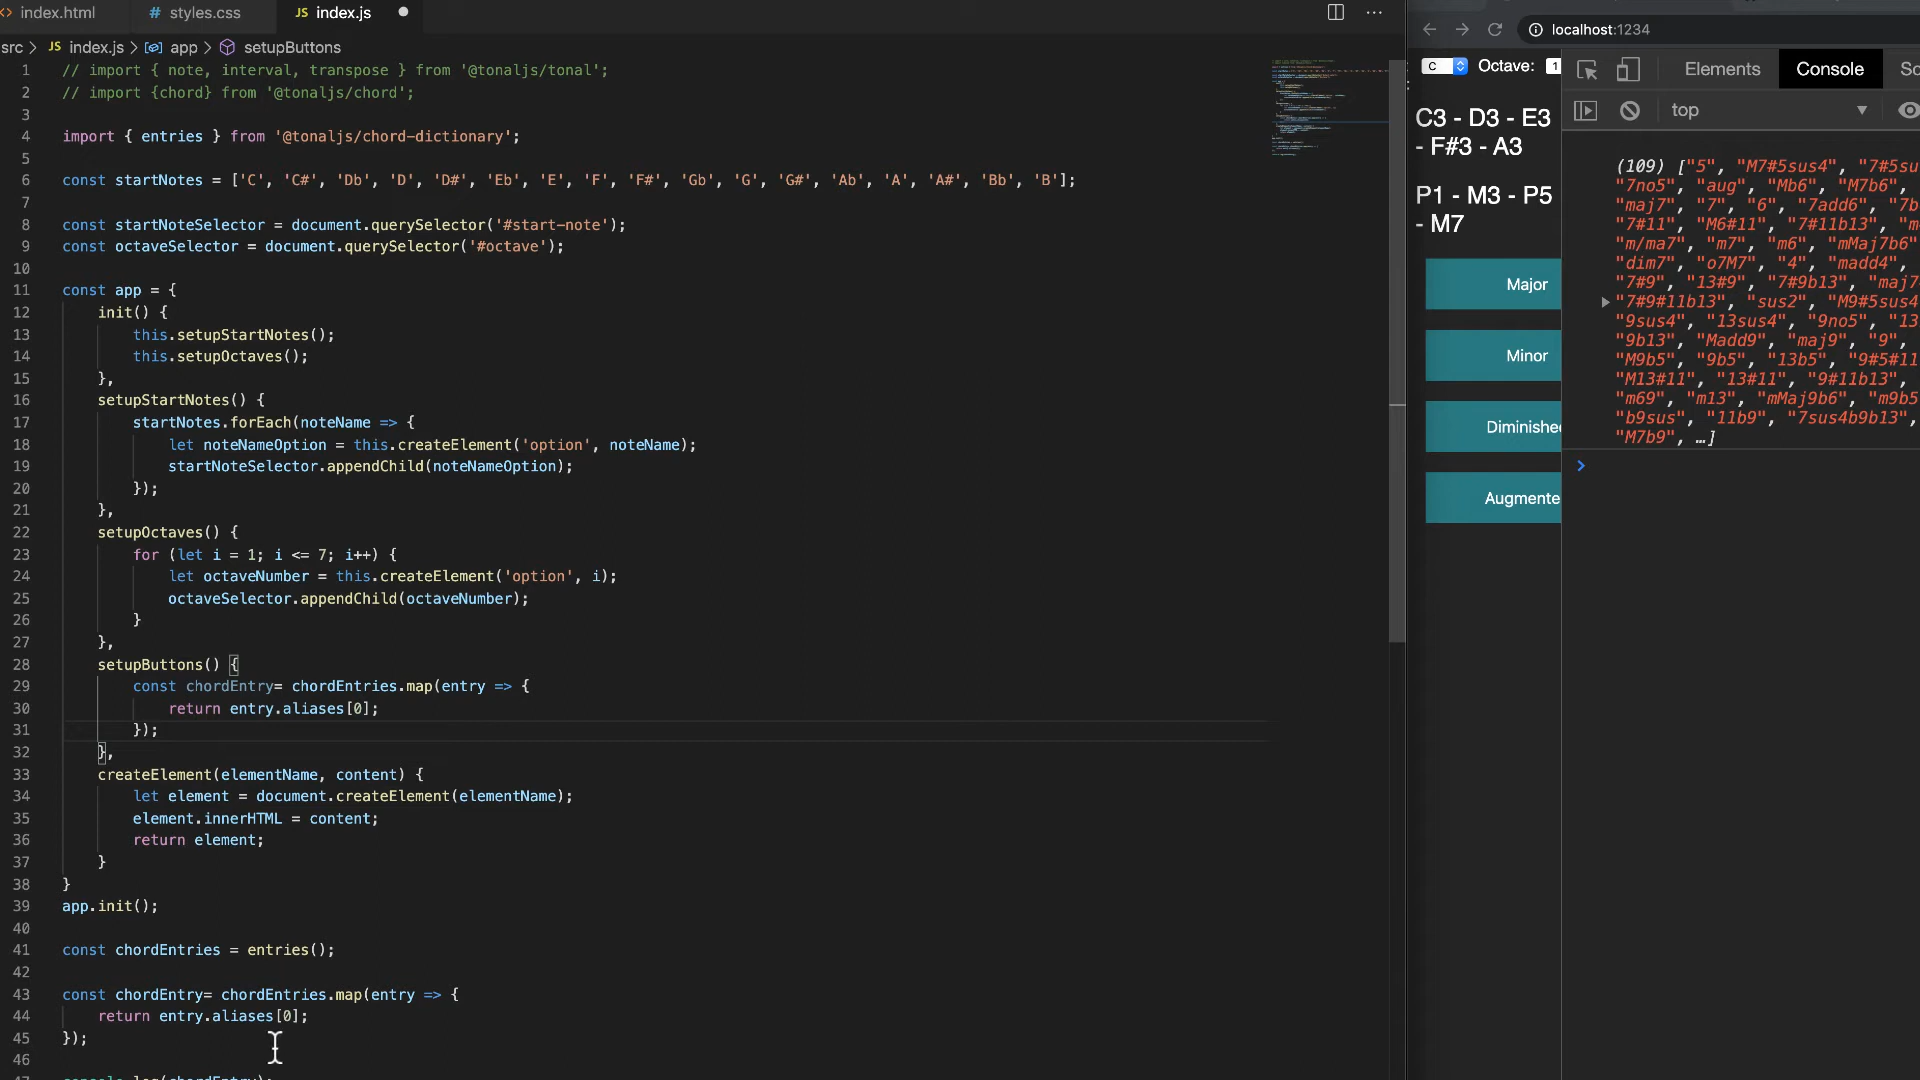 index.html
# styles.css
JS index.js
src > JS index.js > app > setupButtons
1 // import { note, interval, transpose } from '@tonaljs/tonal';
2 // import {chord} from '@tonaljs/chord';
3
4 import { entries } from '@tonaljs/chord-dictionary';
5
6 const startNotes = ['C', 'C#', 'Db', 'D', 'D#', 'Eb', 'E', 'F', 'F#', 'Gb', 'G', 'G#', 'Ab', 'A', 'A#', 'Bb', 'B'];
7
8 const startNoteSelector = document.querySelector('#start-note');
9 const octaveSelector = document.querySelector('#octave');
10
11 const app = {
12 init() {
13 this.setupStartNotes();
14 this.setupOctaves();
15 },
16 setupStartNotes() {
17 startNotes.forEach(noteName => {
18 let noteNameOption = this.createElement('option', noteName);
19 startNoteSelector.appendChild(noteNameOption);
20 });
21 },
22 setupOctaves() {
23 for (let i = 1; i <= 7; i++) {
24 let octaveNumber = this.createElement('option', i);
25 octaveSelector.appendChild(octaveNumber);
26 }
27 },
28 setupButtons() {
29 const chordEntry= chordEntries.map(entry => {
30 return entry.aliases[0];
31 });
32 },
33 createElement(elementName, content) {
34 let element = document.createElement(elementName);
35 element.innerHTML = content;
36 return element;
37 }
38 }
39 app.init();
40
41 const chordEntries = entries();
42
43 const chordEntry= chordEntries.map(entry => {
44 return entry.aliases[0];
45 });
46
47 console.log(chordEntry);
localhost:1234
C Octave: 1
C3 - D3 - E3
- F#3 - A3
P1 - M3 - P5
- M7
Major
Minor
Diminishe
Augmente
Elements Console So
top
(109) ["5", "M7#5sus4", "7#5su
"7no5", "aug", "Mb6", "M7b6",
"maj7", "7", "6", "7add6", "7b
"7#11", "M6#11", "7#11b13", "m
"m/ma7", "m7", "m6", "mMaj7b6"
"dim7", "o7M7", "4", "madd4",
"7#9", "13#9", "7#9b13", "maj7
"7#9#11b13", "sus2", "M9#5sus4
"9sus4", "13sus4", "9no5", "13
"9b13", "Madd9", "maj9", "9",
"M9b5", "9b5", "13b5", "9#5#11
"M13#11", "13#11", "9#11b13",
"m69", "m13", "mMaj9b6", "m9b5
"b9sus", "11b9", "7sus4b9b13",
"M7b9", …]